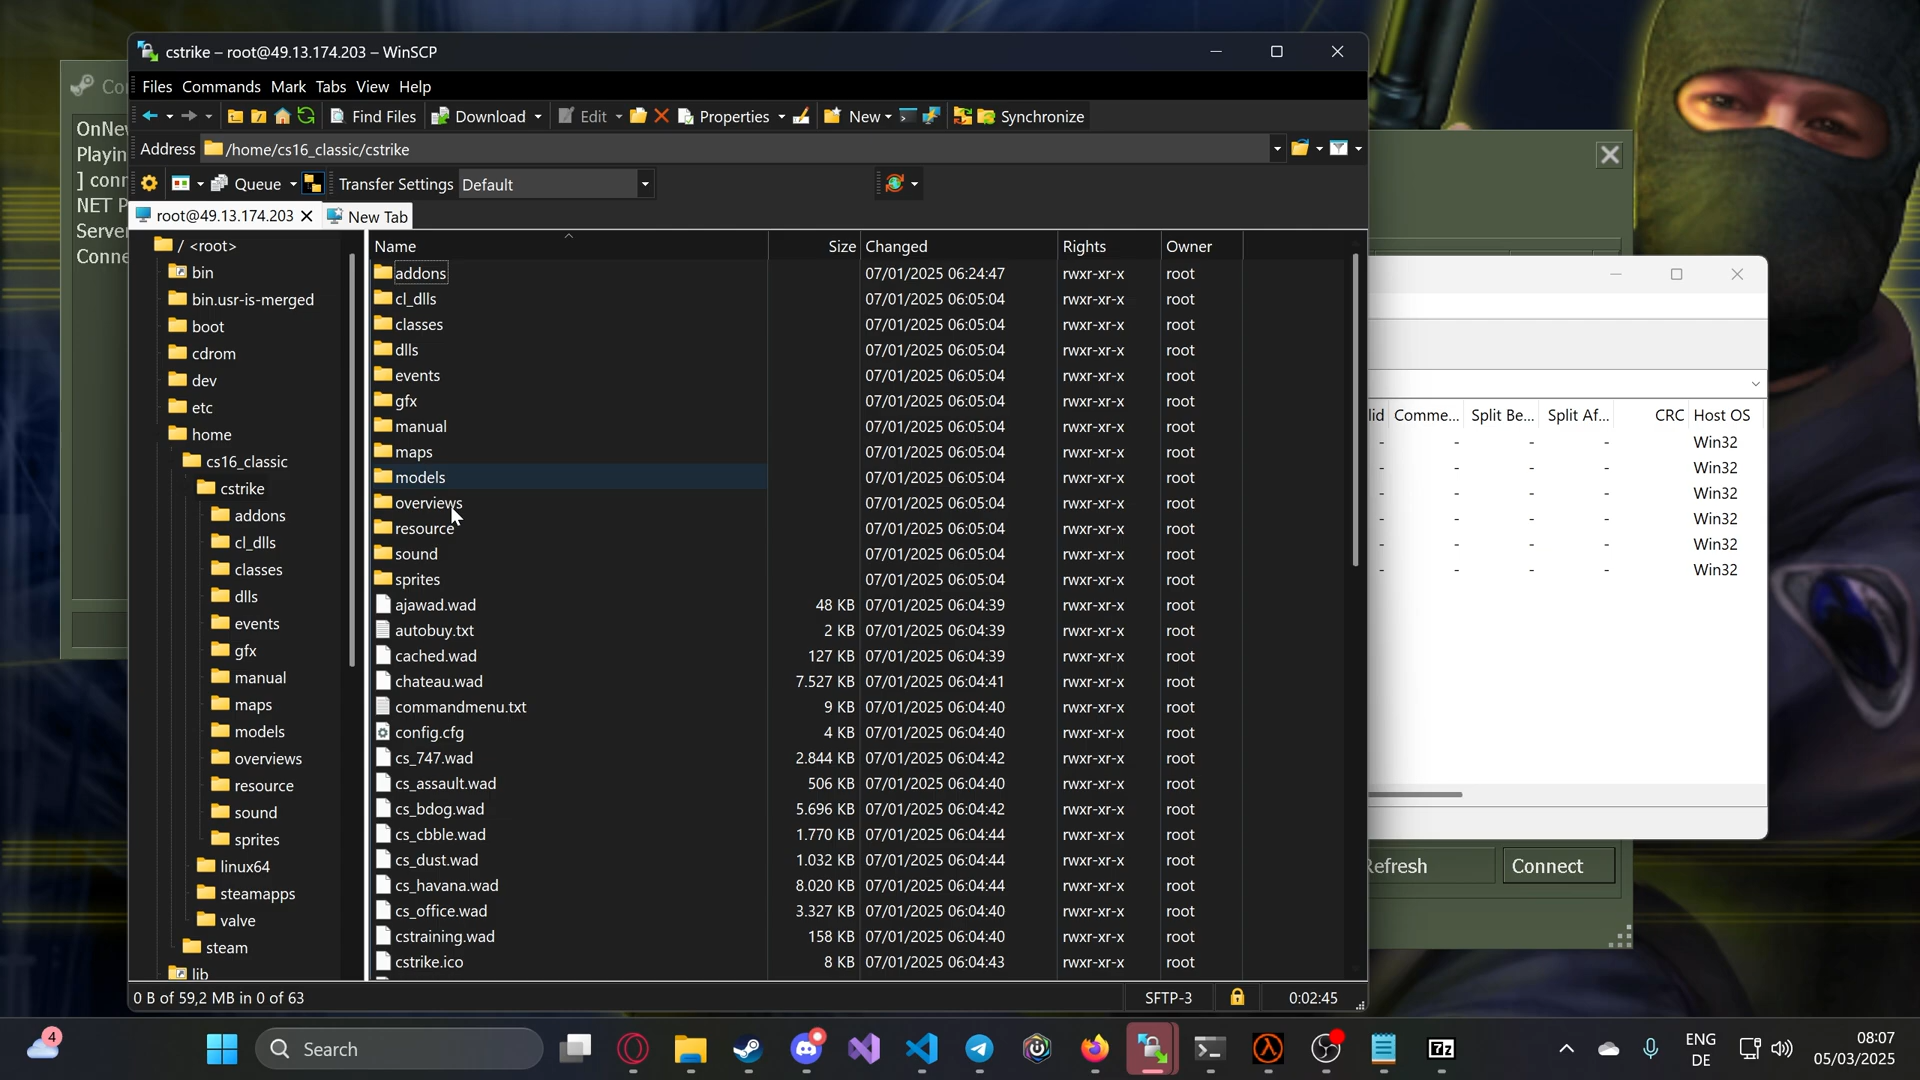 cstrike – root@49.13.174.203 – WinSCP
Files Commands Mark Tabs View Help
Find Files Download Edit Properties New Synchronize
Address /home/cs16_classic/cstrike
Queue Transfer Settings Default
root@49.13.174.203 New Tab
Co
OnNe
Playin
] conn
NET P
Server
Conne
/ <root>
bin
bin.usr-is-merged
boot
cdrom
dev
etc
home
cs16_classic
cstrike
addons
cl_dlls
classes
dlls
events
gfx
manual
maps
models
overviews
resource
sound
sprites
linux64
steamapps
valve
steam
lib
Name Size Changed Rights Owner
addons 07/01/2025 06:24:47 rwxr-xr-x root
cl_dlls 07/01/2025 06:05:04 rwxr-xr-x root
classes 07/01/2025 06:05:04 rwxr-xr-x root
dlls 07/01/2025 06:05:04 rwxr-xr-x root
events 07/01/2025 06:05:04 rwxr-xr-x root
gfx 07/01/2025 06:05:04 rwxr-xr-x root
manual 07/01/2025 06:05:04 rwxr-xr-x root
maps 07/01/2025 06:05:04 rwxr-xr-x root
models 07/01/2025 06:05:04 rwxr-xr-x root
overviews 07/01/2025 06:05:04 rwxr-xr-x root
resource 07/01/2025 06:05:04 rwxr-xr-x root
sound 07/01/2025 06:05:04 rwxr-xr-x root
sprites 07/01/2025 06:05:04 rwxr-xr-x root
ajawad.wad 48 KB 07/01/2025 06:04:39 rwxr-xr-x root
autobuy.txt 2 KB 07/01/2025 06:04:39 rwxr-xr-x root
cached.wad 127 KB 07/01/2025 06:04:39 rwxr-xr-x root
chateau.wad 7.527 KB 07/01/2025 06:04:41 rwxr-xr-x root
commandmenu.txt 9 KB 07/01/2025 06:04:40 rwxr-xr-x root
config.cfg 4 KB 07/01/2025 06:04:40 rwxr-xr-x root
cs_747.wad 2.844 KB 07/01/2025 06:04:42 rwxr-xr-x root
cs_assault.wad 506 KB 07/01/2025 06:04:40 rwxr-xr-x root
cs_bdog.wad 5.696 KB 07/01/2025 06:04:42 rwxr-xr-x root
cs_cbble.wad 1.770 KB 07/01/2025 06:04:44 rwxr-xr-x root
cs_dust.wad 1.032 KB 07/01/2025 06:04:44 rwxr-xr-x root
cs_havana.wad 8.020 KB 07/01/2025 06:04:44 rwxr-xr-x root
cs_office.wad 3.327 KB 07/01/2025 06:04:40 rwxr-xr-x root
cstraining.wad 158 KB 07/01/2025 06:04:40 rwxr-xr-x root
cstrike.ico 8 KB 07/01/2025 06:04:43 rwxr-xr-x root
0 B of 59,2 MB in 0 of 63 SFTP-3 0:02:45
lid Comme... Split Be... Split Af... CRC Host OS
- - - - Win32
- - - - Win32
- - - - Win32
- - - - Win32
- - - - Win32
- - - - Win32
Refresh Connect
4
Search
7z
ENG
DE
08:07
05/03/2025